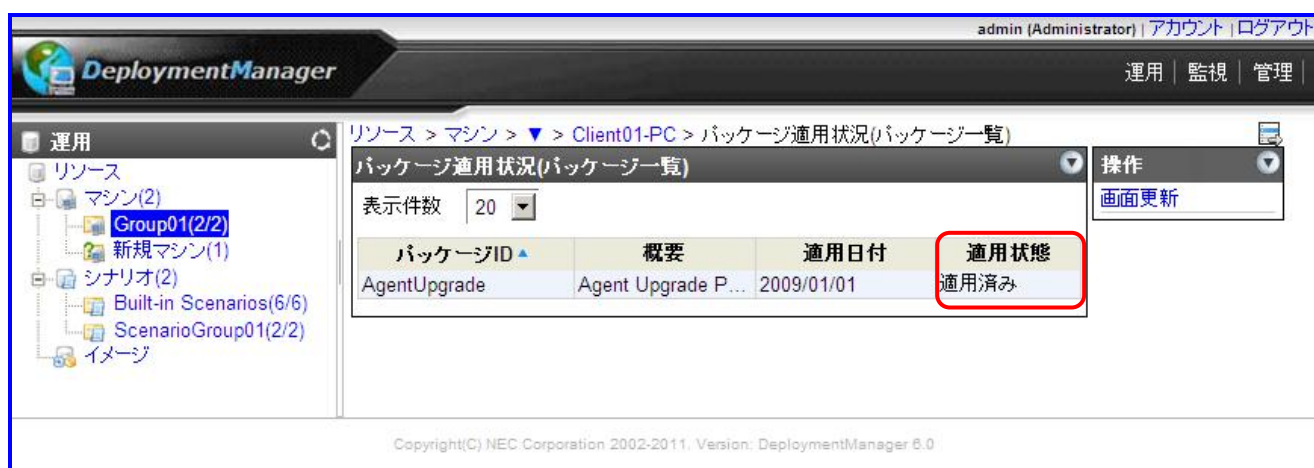 admin (Administrator) | アカウント | ログアウト
DeploymentManager
運用 | 監視 | 管理 |
運用
リソース
マシン(2)
Group01(2/2)
新規マシン(1)
シナリオ(2)
Built-in Scenarios(6/6)
ScenarioGroup01(2/2)
イメージ
リソース > マシン > ▼ > Client01-PC > パッケージ適用状況(パッケージ一覧)
パッケージ適用状況(パッケージ一覧)
表示件数 20
パッケージID▲ 概要 適用日付 適用状態
AgentUpgrade Agent Upgrade P... 2009/01/01 適用済み
操作
画面更新
Copyright(C) NEC Corporation 2002-2011. Version: DeploymentManager 6.0